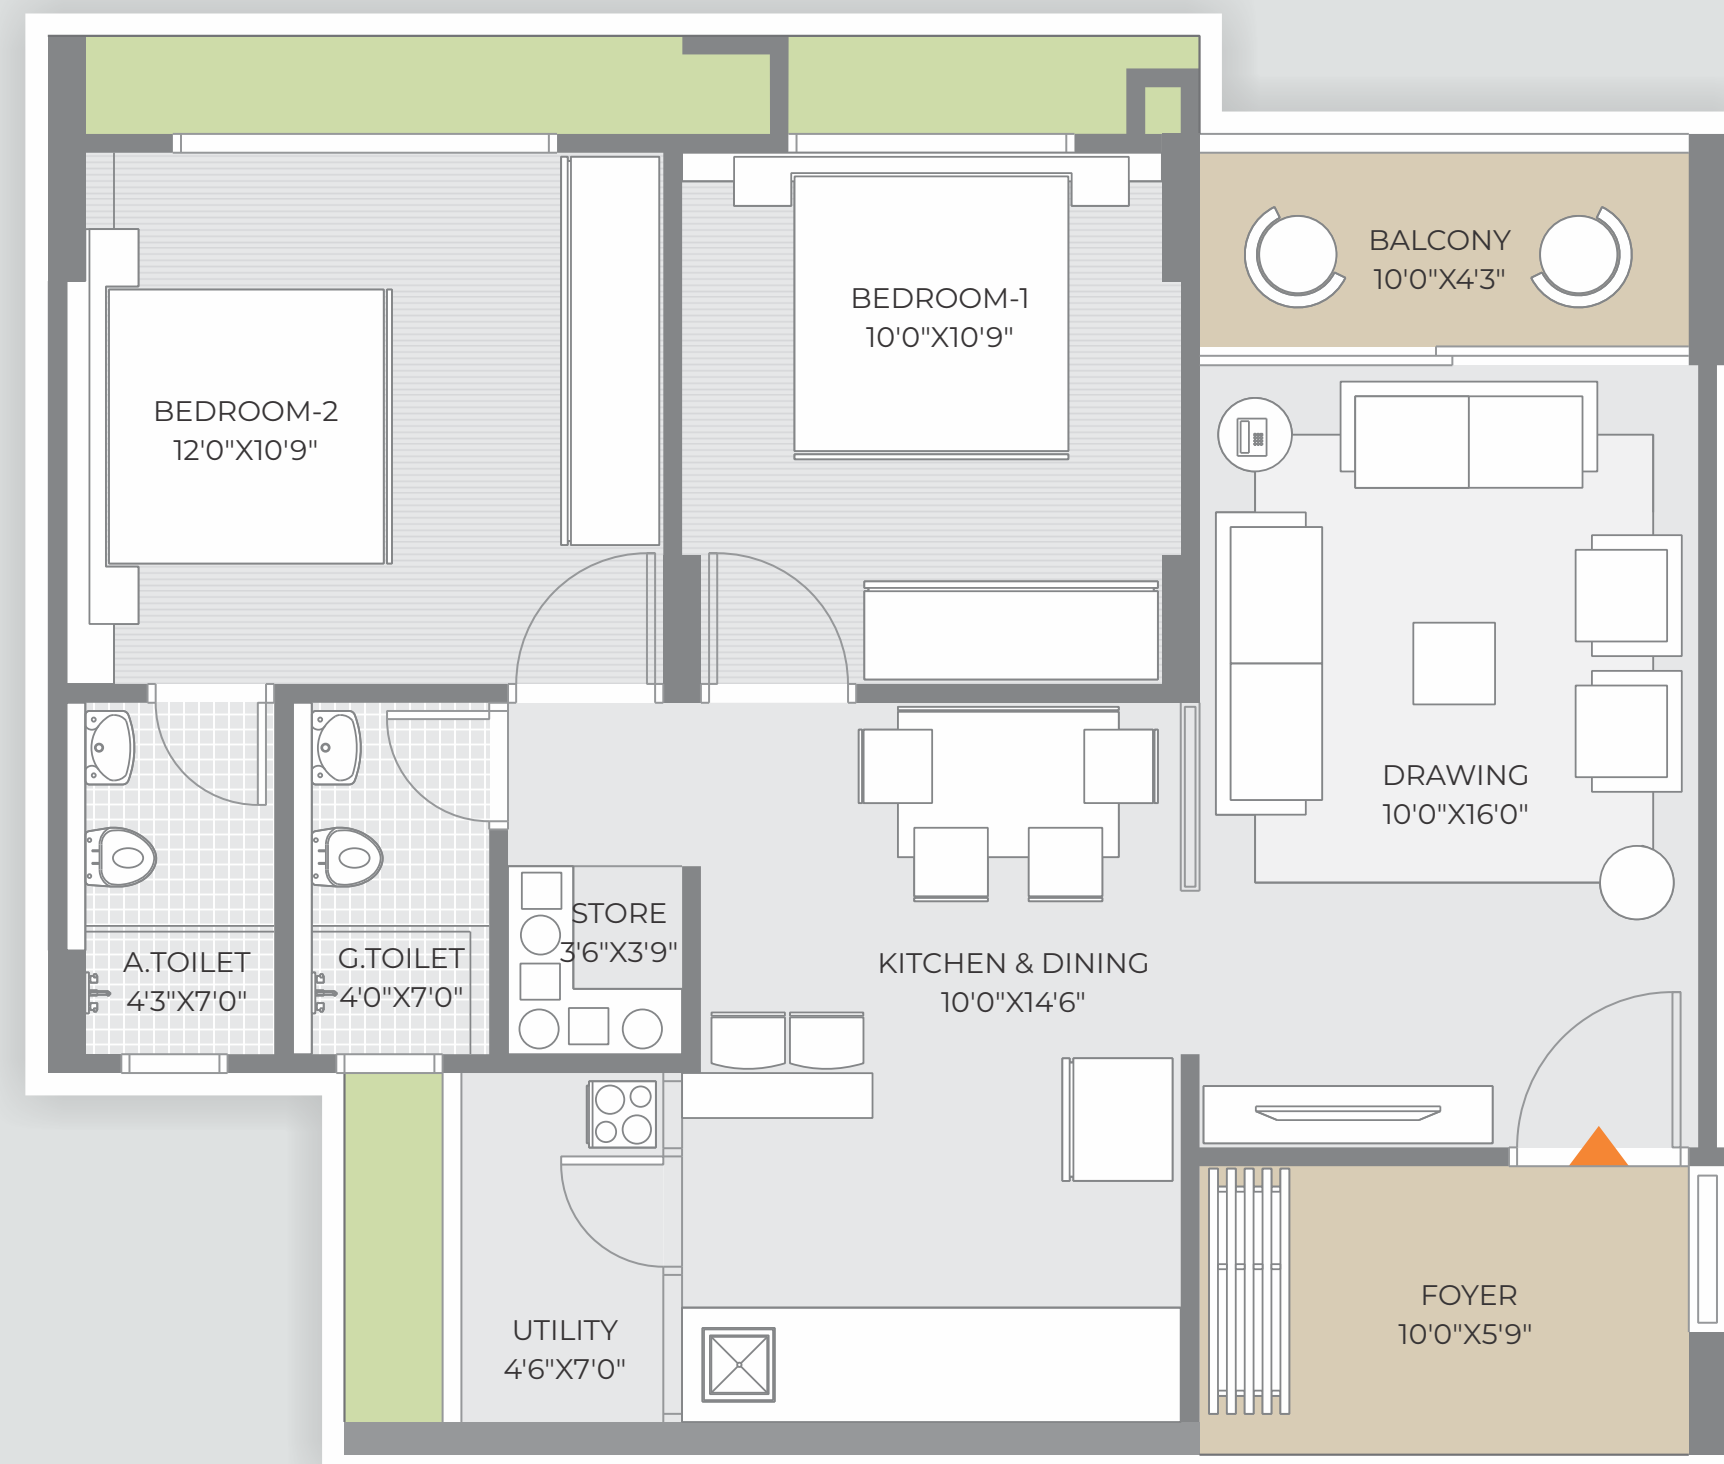 BALCONY
10'0"X4'3"
BEDROOM-1
10'0"X10'9"
BEDROOM-2
12'0"X10'9"
DRAWING
10'0"X16'0"
STORE
3'6"X3'9"
A.TOILET
4'3"X7'0"
G.TOILET
4'0"X7'0"
KITCHEN & DINING
10'0"X14'6"
FOYER
10'0"X5'9"
UTILITY
4'6"X7'0"